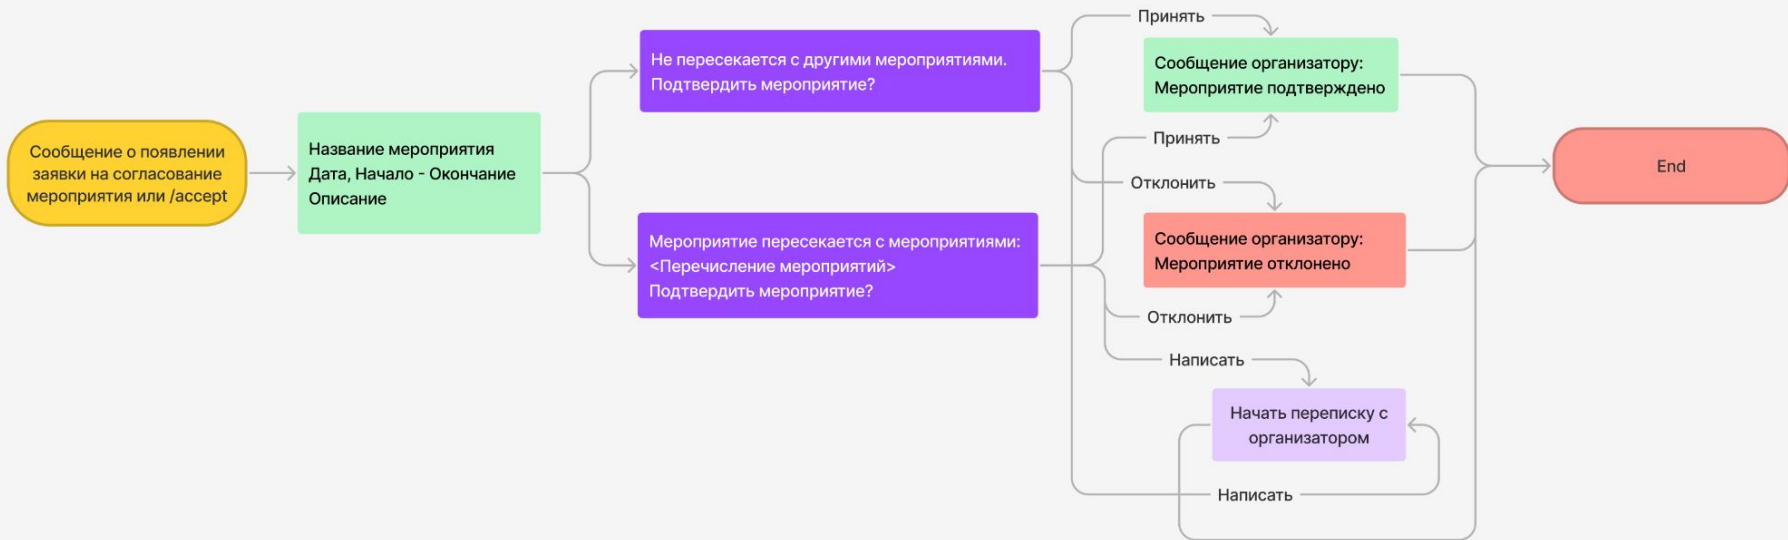 Сообщение о появлении
заявки на согласование
мероприятия или /accept
Название мероприятия
Дата, Начало - Окончание
Описание
Не пересекается с другими мероприятиями.
Подтвердить мероприятие?
Мероприятие пересекается с мероприятиями:
<Перечисление мероприятий>
Подтвердить мероприятие?
Принять
Сообщение организатору:
Мероприятие подтверждено
Принять
Отклонить
Сообщение организатору:
Мероприятие отклонено
Отклонить
Написать
Начать переписку с
организатором
Написать
End